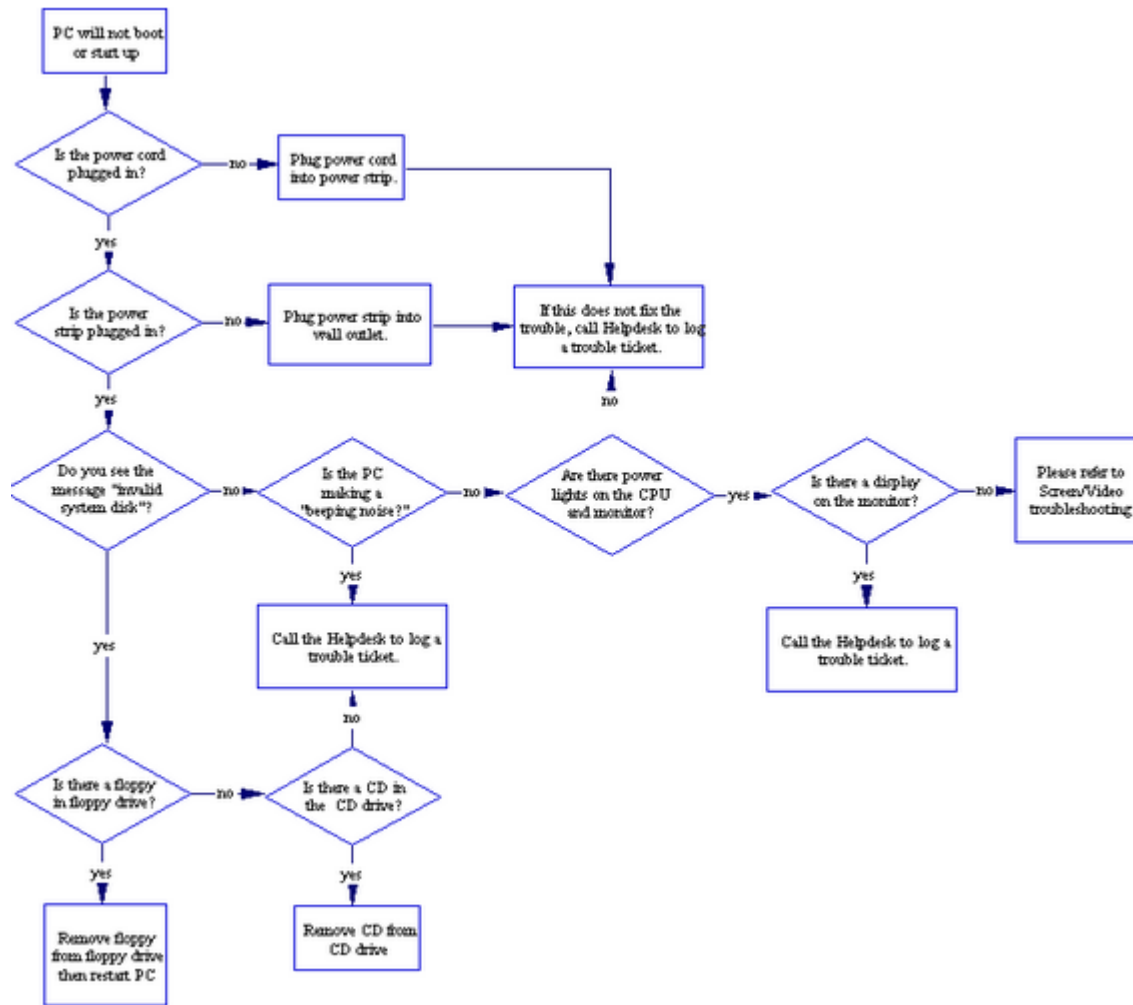 PC will not boot
or start up
Is the power cord
plugged in?
no
Plug power cord
into power strip.
yes
Is the power
strip plugged in?
no
Plug power strip into
wall outlet.
If this does not fix the
trouble, call Helpdesk to log
a trouble ticket.
yes
no
Do you see the
message "invalid
system disk"?
no
Is the PC
making a
"beeping noise?"
no
Are there power
lights on the CPU
and monitor?
yes
Is there a display
on the monitor?
no
Please refer to
Screen/Video
troubleshooting
yes
yes
Call the Helpdesk to log a
trouble ticket.
Call the Helpdesk to log a
trouble ticket.
yes
no
Is there a floppy
in floppy drive?
no
Is there a CD in
the CD drive?
yes
yes
Remove floppy
from floppy drive
then restart PC
Remove CD from
CD drive